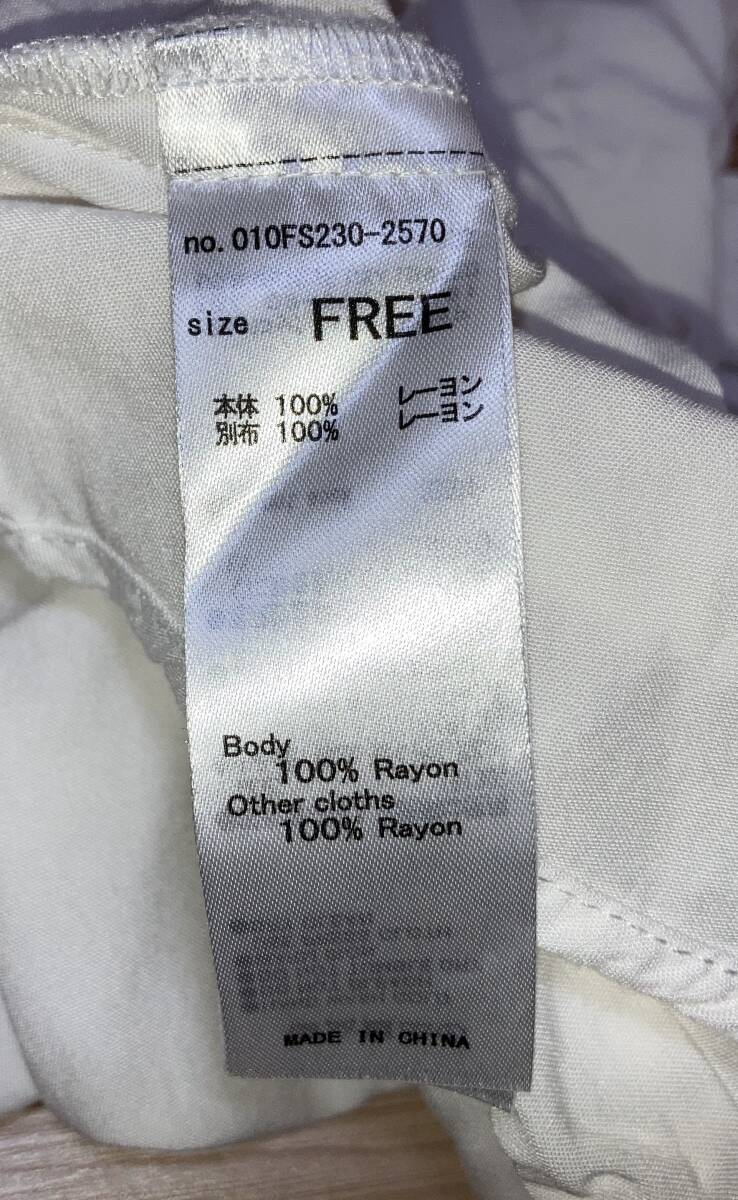 no. 010FS230-2570
size FREE
本体 100% レーヨン
別布 100% レーヨン
Body
100% Rayon
Other cloths
100% Rayon
MADE IN CHINA